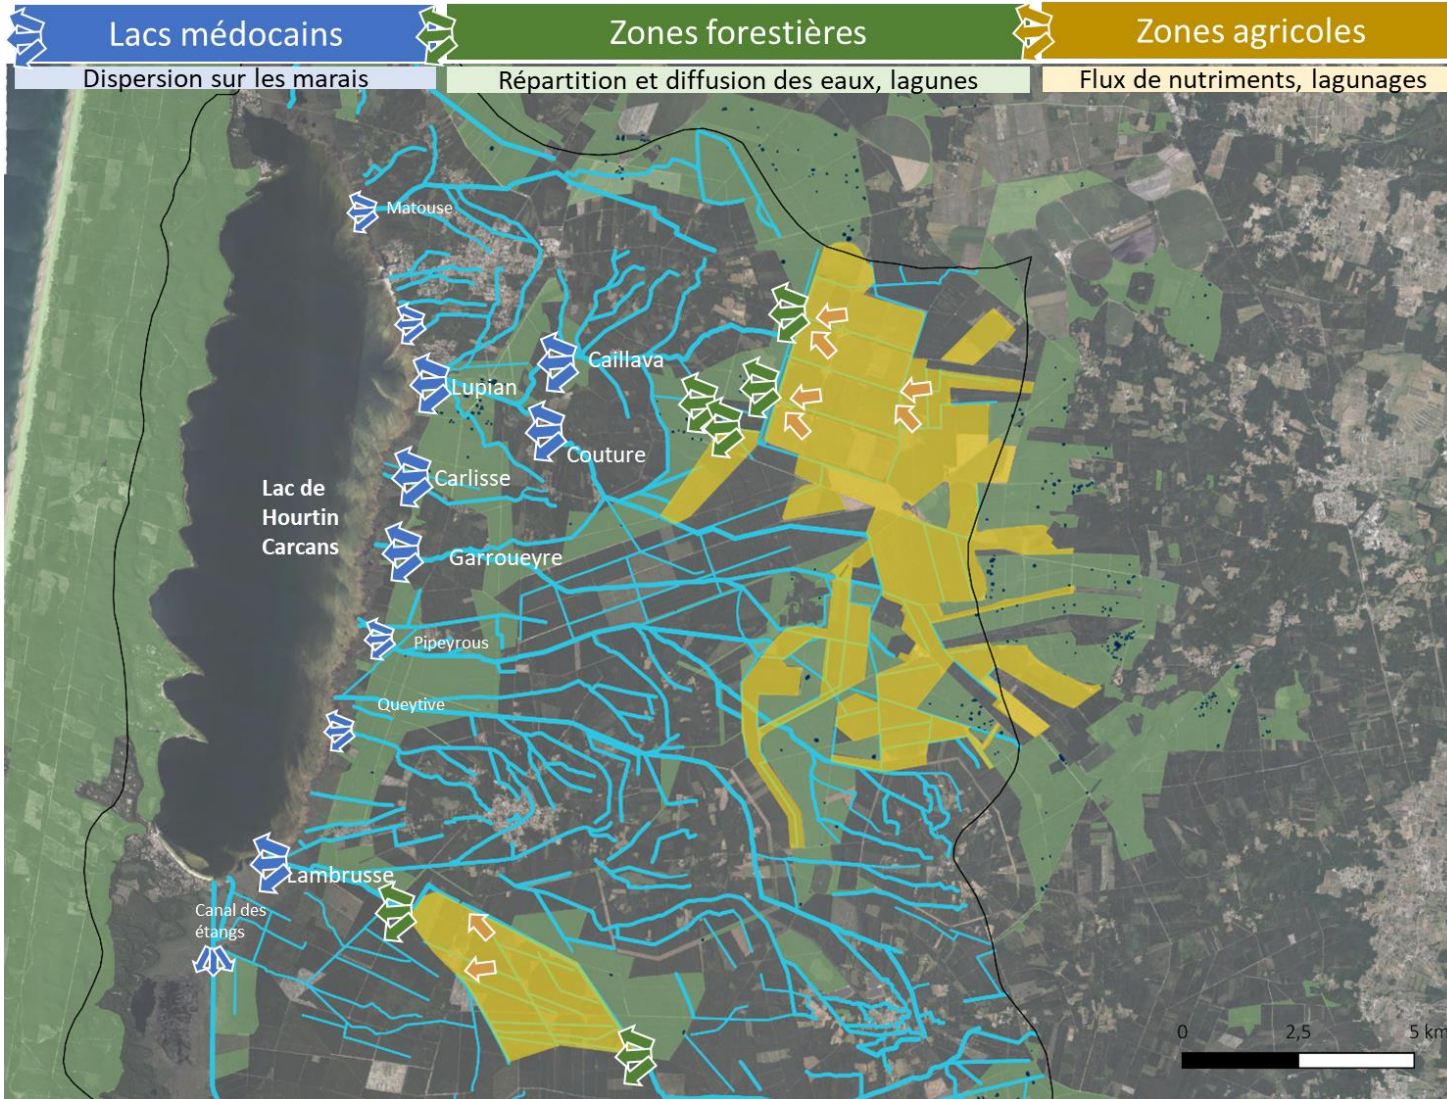 Lacs médocains
Zones forestières
Zones agricoles
Dispersion sur les marais
Répartition et diffusion des eaux, lagunes
Flux de nutriments, lagunages
Matouse
Caillava
Lupian
Couture
Carlisse
Lac de
Hourtin
Carcans
Garroueyre
Pipeyrous
Queytive
Lambrusse
Canal des
étangs
0
2,5
5 km